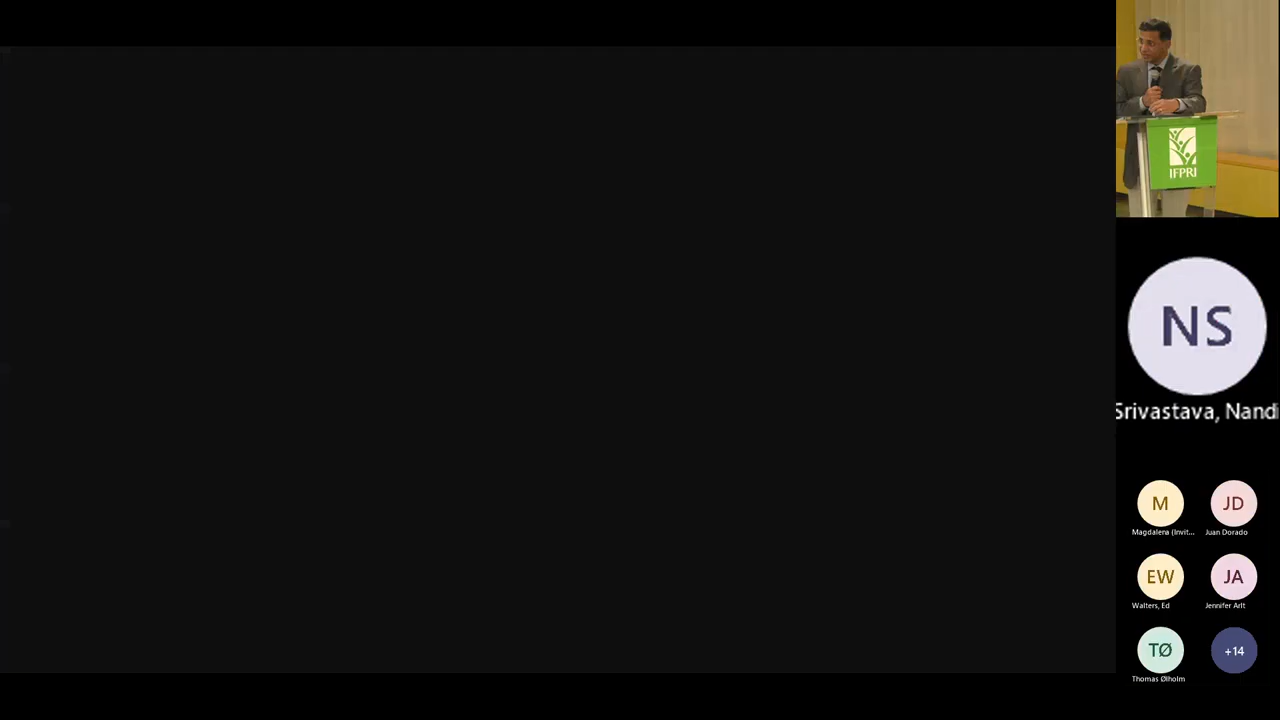 IFPRI
NS
Srivastava, Nandi
M
JD
Magdalena (Invit...
Juan Dorado
EW
JA
Walters, Ed
Jennifer Arlt
TØ
+14
Thomas Ølholm